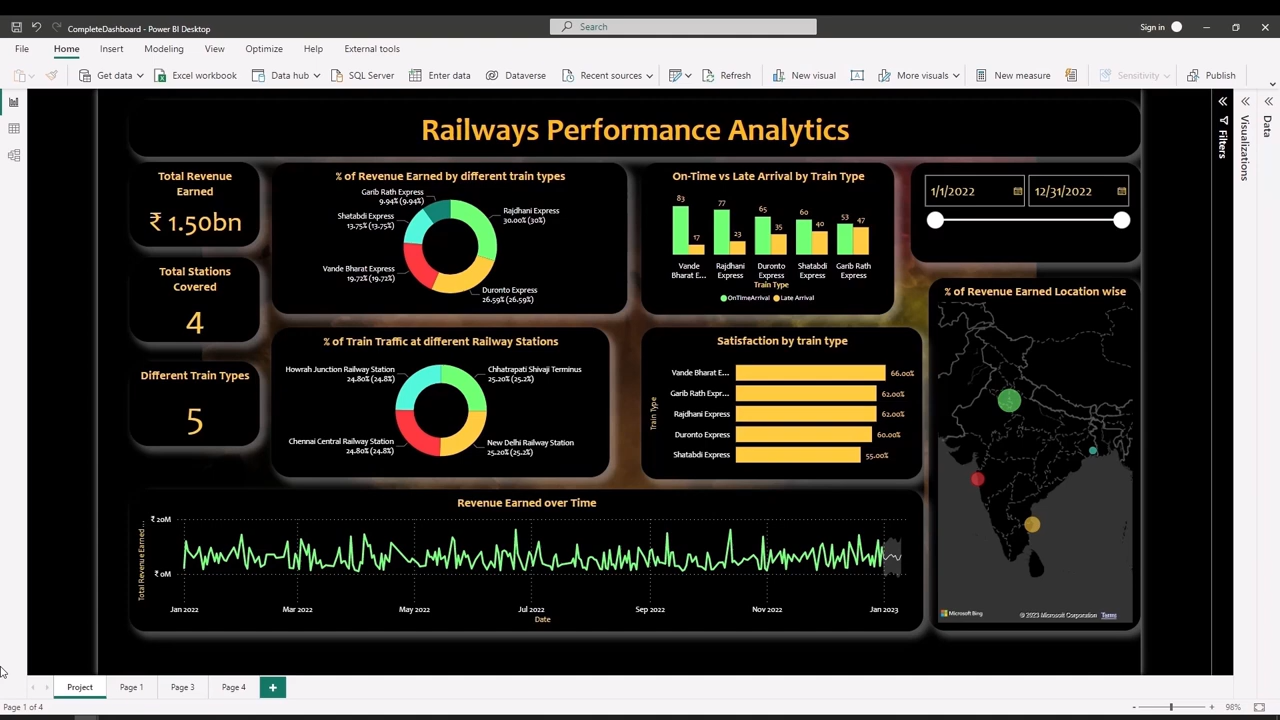 CompleteDashboard - Power BI Desktop
Search
Sign in
File
Home
Insert
Modeling
View
Optimize
Help
External tools
Get data
Excel workbook
Data hub
SQL Server
Enter data
Dataverse
Recent sources
Refresh
New visual
More visuals
New measure
Sensitivity
Publish
Railways Performance Analytics
Total Revenue
Earned
₹ 1.50bn
Total Stations
Covered
4
Different Train Types
5
% of Revenue Earned by different train types
Garib Rath Express
9.94% (9.94%)
Rajdhani Express
30.00% (30%)
Shatabdi Express
13.75% (13.75%)
Vande Bharat Express
19.72% (19.72%)
Duronto Express
26.59% (26.59%)
On-Time vs Late Arrival by Train Type
83
17
77
23
65
35
60
40
53
47
Vande
Bharat E...
Rajdhani
Express
Duronto
Express
Shatabdi
Express
Garib Rath
Express
Train Type
OnTimeArrival
Late Arrival
1/1/2022
12/31/2022
% of Train Traffic at different Railway Stations
Howrah Junction Railway Station
24.80% (24.8%)
Chhatrapati Shivaji Terminus
25.20% (25.2%)
Chennai Central Railway Station
24.80% (24.8%)
New Delhi Railway Station
25.20% (25.2%)
Satisfaction by train type
Train Type
Vande Bharat E...
66.00%
Garib Rath Expr...
62.00%
Rajdhani Express
62.00%
Duronto Express
60.00%
Shatabdi Express
55.00%
% of Revenue Earned Location wise
Microsoft Bing
© 2023 Microsoft Corporation
Terms
Revenue Earned over Time
Total Revenue Earned...
₹ 20M
₹ 0M
Jan 2022
Mar 2022
May 2022
Jul 2022
Sep 2022
Nov 2022
Jan 2023
Date
Filters
Visualizations
Data
Project
Page 1
Page 3
Page 4
Page 1 of 4
98%